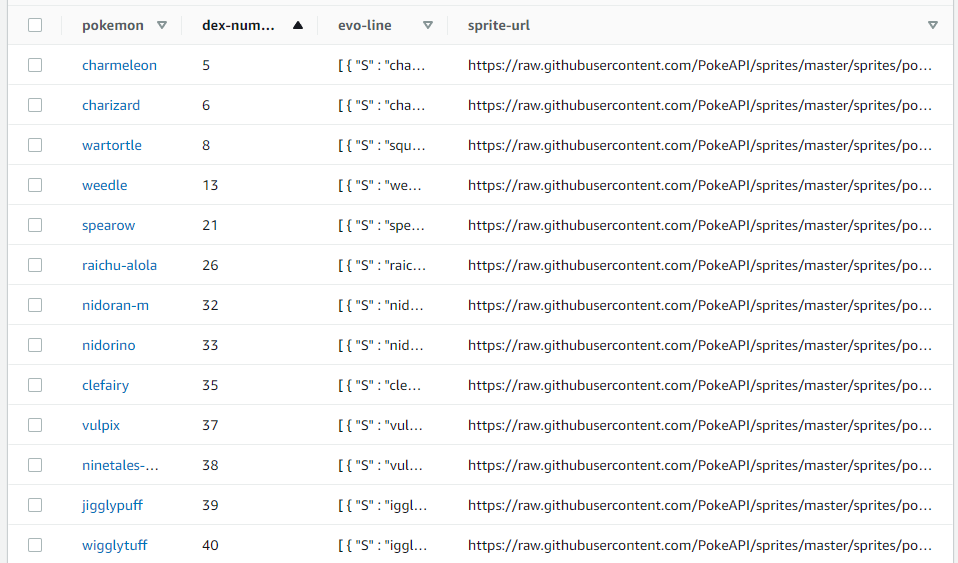 pokemon dex-num... evo-line sprite-url
charmeleon 5 [ { "S" : "cha... https://raw.githubusercontent.com/PokeAPI/sprites/master/sprites/po...
charizard 6 [ { "S" : "cha... https://raw.githubusercontent.com/PokeAPI/sprites/master/sprites/po...
wartortle 8 [ { "S" : "squ... https://raw.githubusercontent.com/PokeAPI/sprites/master/sprites/po...
weedle 13 [ { "S" : "we... https://raw.githubusercontent.com/PokeAPI/sprites/master/sprites/po...
spearow 21 [ { "S" : "spe... https://raw.githubusercontent.com/PokeAPI/sprites/master/sprites/po...
raichu-alola 26 [ { "S" : "raic... https://raw.githubusercontent.com/PokeAPI/sprites/master/sprites/po...
nidoran-m 32 [ { "S" : "nid... https://raw.githubusercontent.com/PokeAPI/sprites/master/sprites/po...
nidorino 33 [ { "S" : "nid... https://raw.githubusercontent.com/PokeAPI/sprites/master/sprites/po...
clefairy 35 [ { "S" : "cle... https://raw.githubusercontent.com/PokeAPI/sprites/master/sprites/po...
vulpix 37 [ { "S" : "vul... https://raw.githubusercontent.com/PokeAPI/sprites/master/sprites/po...
ninetales-... 38 [ { "S" : "vul... https://raw.githubusercontent.com/PokeAPI/sprites/master/sprites/po...
jigglypuff 39 [ { "S" : "iggl... https://raw.githubusercontent.com/PokeAPI/sprites/master/sprites/po...
wigglytuff 40 [ { "S" : "iggl... https://raw.githubusercontent.com/PokeAPI/sprites/master/sprites/po...